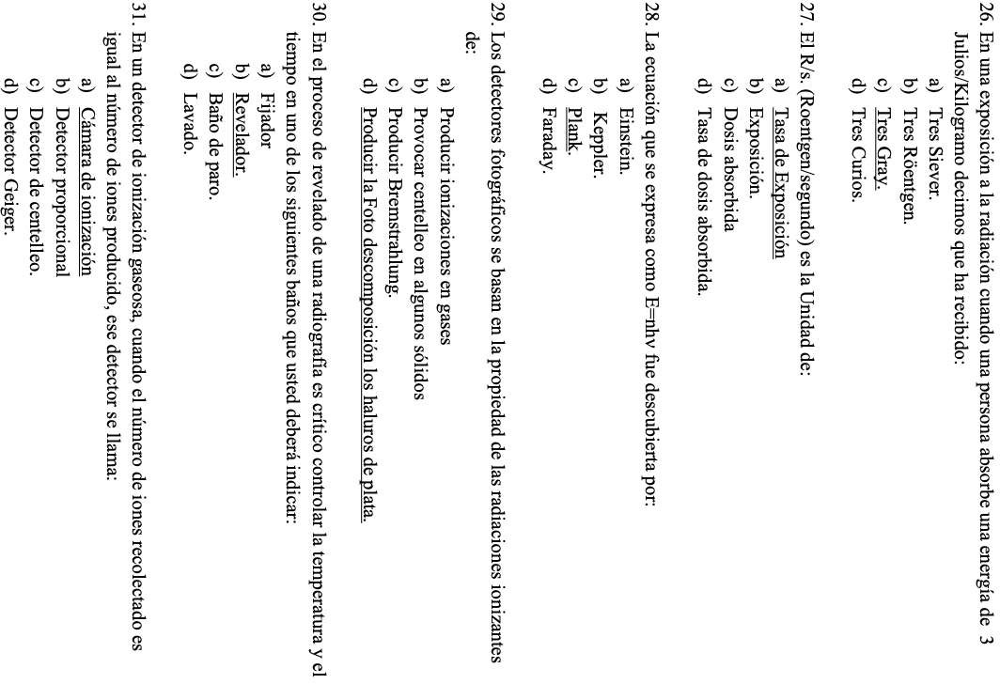 26. En una exposición a la radiación cuando una persona absorbe una energía de 3
Julios/Kilogramo decimos que ha recibido:
a) Tres Siever.
b) Tres Röentgen.
c) Tres Gray.
d) Tres Curios.
27. El R/s. (Roentgen/segundo) es la Unidad de:
a) Tasa de Exposición
b) Exposición.
c) Dosis absorbida
d) Tasa de dosis absorbida.
28. La ecuación que se expresa como E=nhv fue descubierta por:
a) Einstein.
b) Keppler.
c) Plank.
d) Faraday.
29. Los detectores fotográficos se basan en la propiedad de las radiaciones ionizantes
de:
a) Producir ionizaciones en gases
b) Provocar centelleo en algunos sólidos
c) Producir Bremstrahlung.
d) Producir la Foto descomposición los haluros de plata.
30. En el proceso de revelado de una radiografía es crítico controlar la temperatura y el
tiempo en uno de los siguientes baños que usted deberá indicar:
a) Fijador
b) Revelador.
c) Baño de paro.
d) Lavado.
31. En un detector de ionización gaseosa, cuando el número de iones recolectado es
igual al número de iones producido, ese detector se llama:
a) Cámara de ionización
b) Detector proporcional
c) Detector de centelleo.
d) Detector Geiger.